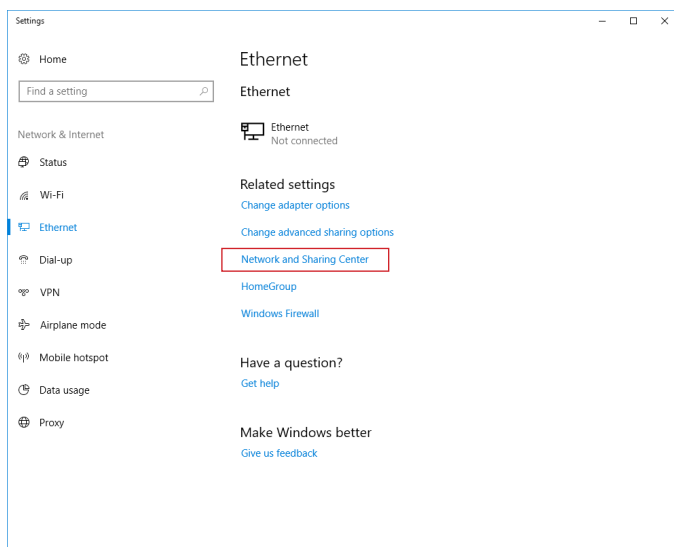 Settings
Home
Find a setting
Network & Internet
Status
Wi-Fi
Ethernet
Dial-up
VPN
Airplane mode
Mobile hotspot
Data usage
Proxy
Ethernet
Ethernet
Ethernet
Not connected
Related settings
Change adapter options
Change advanced sharing options
Network and Sharing Center
HomeGroup
Windows Firewall
Have a question?
Get help
Make Windows better
Give us feedback